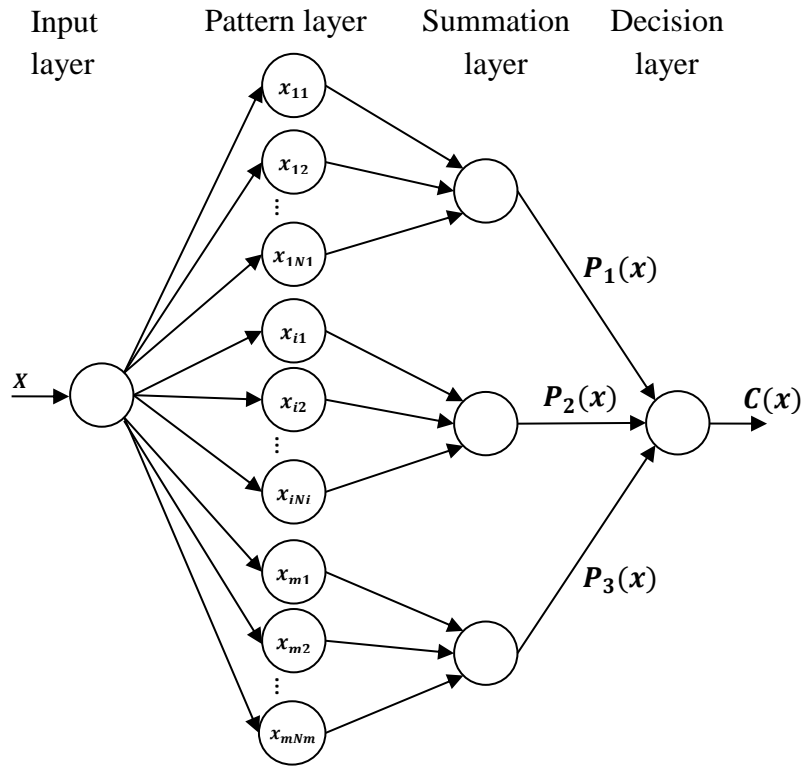 Input layer
Pattern layer
Summation layer
Decision layer
x₁₁
x₁₂
⋮
x₁N₁
xᵢ₁
xᵢ₂
⋮
xᵢNᵢ
xₘ₁
xₘ₂
⋮
xₘNₘ
X
P₁(x)
P₂(x)
P₃(x)
C(x)